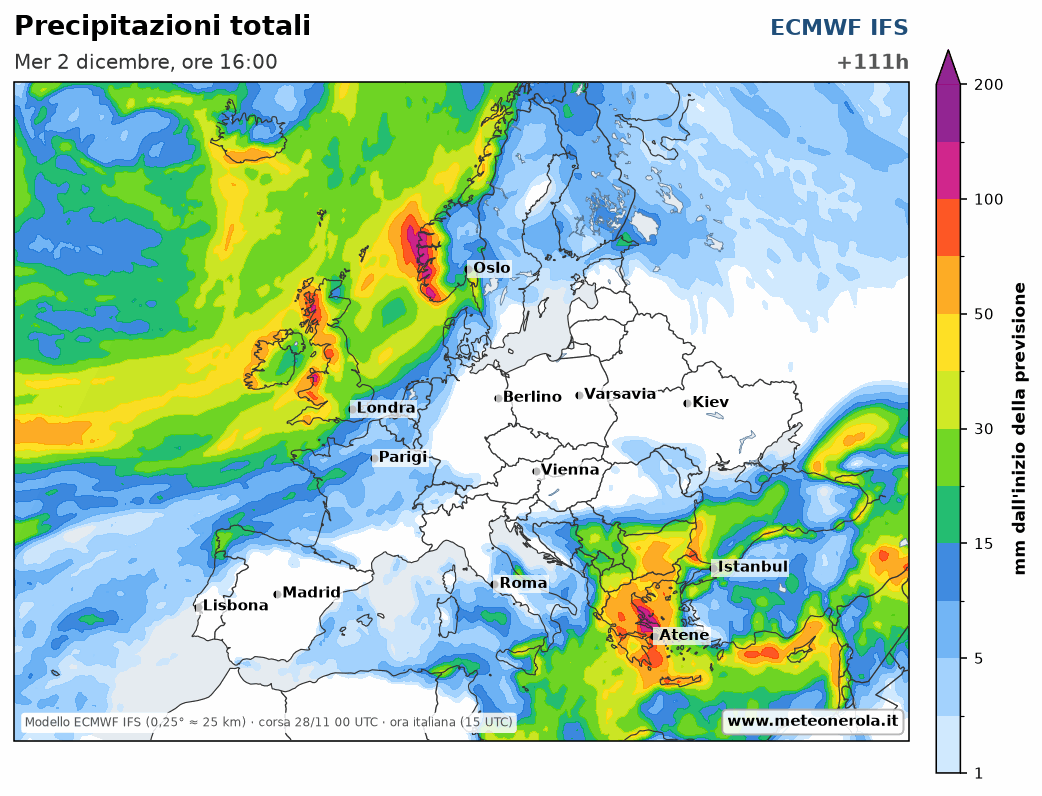 Precipitazioni totali
ECMWF IFS
Mer 2 dicembre, ore 16:00
+111h
200
100
50
30
15
5
1
mm dall'inizio della previsione
Oslo
Londra
Berlino
Varsavia
Kiev
Parigi
Vienna
Istanbul
Roma
Madrid
Lisbona
Atene
Modello ECMWF IFS (0,25° ≈ 25 km) · corsa 28/11 00 UTC · ora italiana (15 UTC)
www.meteonerola.it